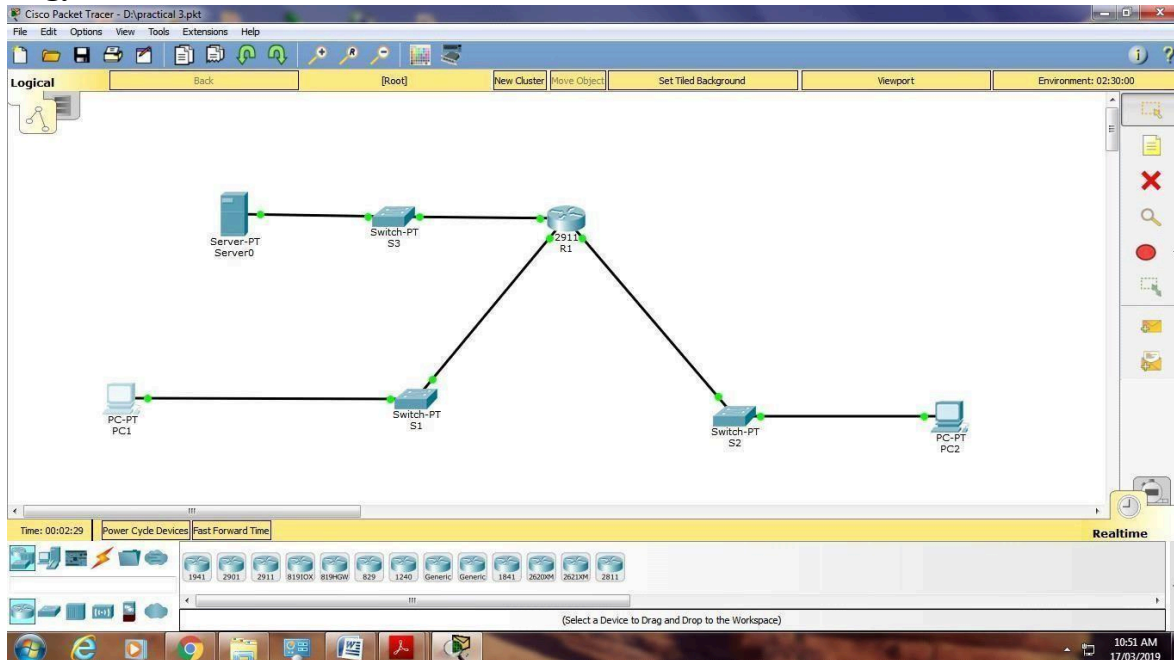 Cisco Packet Tracer - D:\practical 3.pkt
File Edit Options View Tools Extensions Help
Logical Back [Root] New Cluster Move Object Set Tiled Background Viewport Environment: 02:30:00
Server-PT
Server0
Switch-PT
S3
2911
R1
PC-PT
PC1
Switch-PT
S1
Switch-PT
S2
PC-PT
PC2
Time: 00:02:29 Power Cycle Devices Fast Forward Time Realtime
1941 2901 2911 819IOX 819HGW 829 1240 Generic Generic 1841 2620XM 2621XM 2811
(Select a Device to Drag and Drop to the Workspace)
10:51 AM
17/03/2019